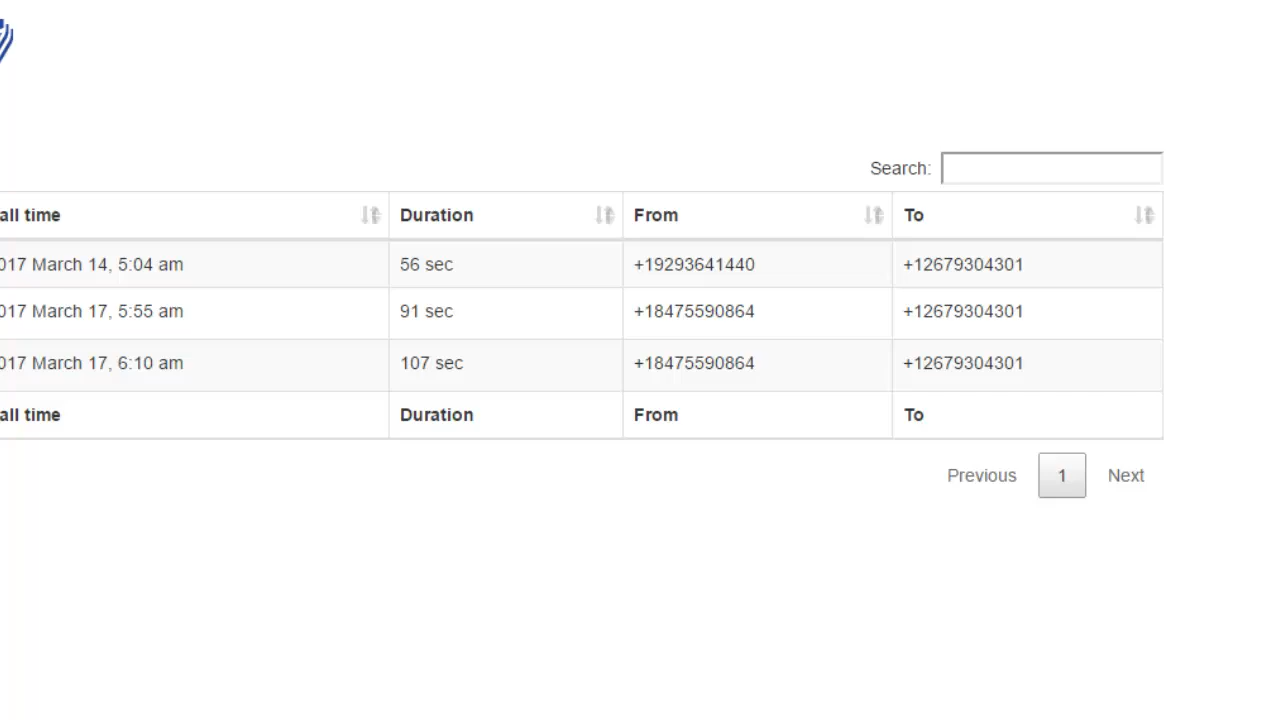 Search:
all time Duration From To
017 March 14, 5:04 am 56 sec +19293641440 +12679304301
017 March 17, 5:55 am 91 sec +18475590864 +12679304301
017 March 17, 6:10 am 107 sec +18475590864 +12679304301
all time Duration From To
Previous 1 Next